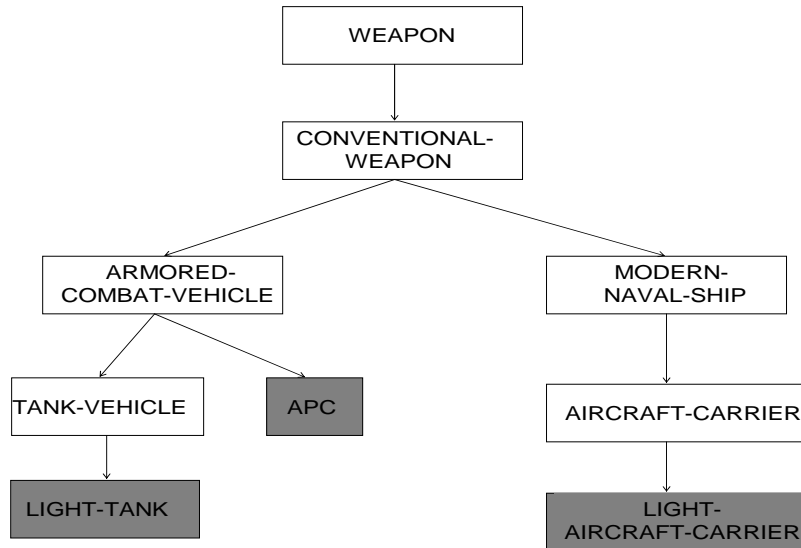 WEAPON
CONVENTIONAL-
WEAPON
ARMORED-
COMBAT-VEHICLE
MODERN-
NAVAL-SHIP
TANK-VEHICLE
APC
AIRCRAFT-CARRIER
LIGHT-TANK
LIGHT-
AIRCRAFT-CARRIER